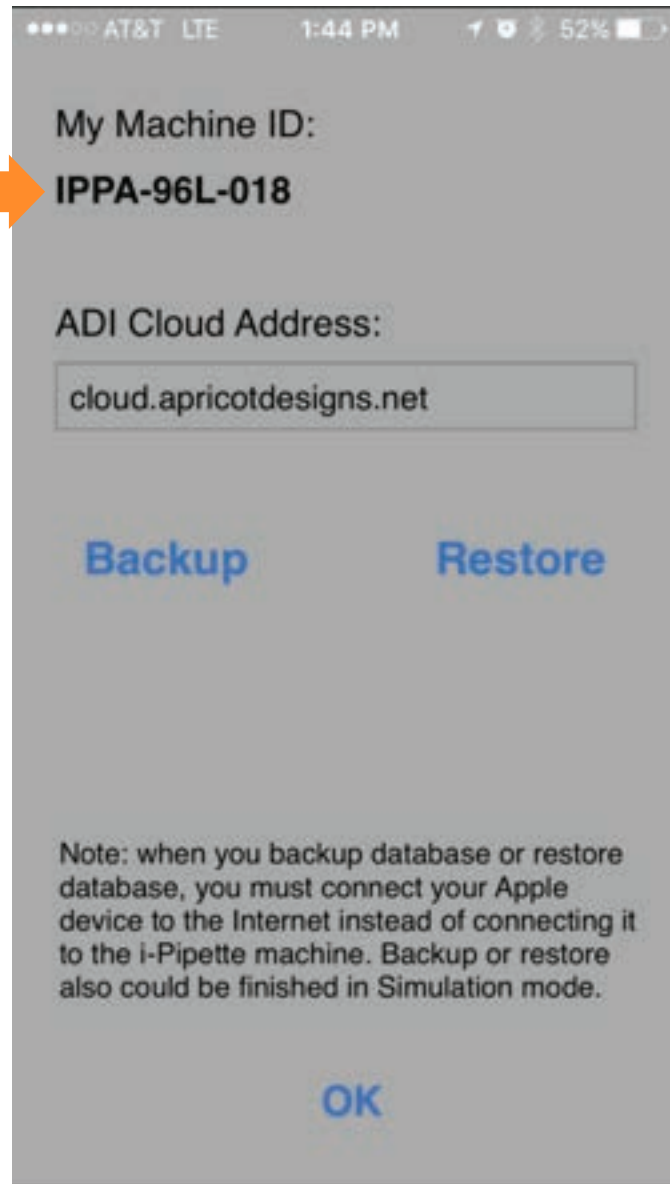 AT&T LTE 1:44 PM 52%
My Machine ID:
IPPA-96L-018
ADI Cloud Address:
cloud.apricotdesigns.net
Backup Restore
Note: when you backup database or restore
database, you must connect your Apple
device to the Internet instead of connecting it
to the i-Pipette machine. Backup or restore
also could be finished in Simulation mode.
OK